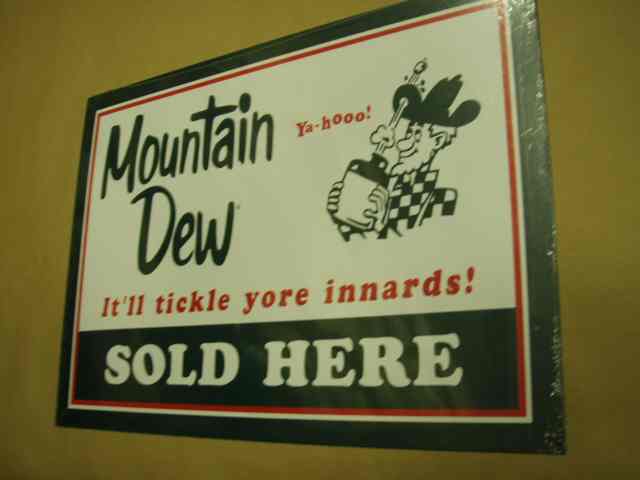 Mountain
Dew
Ya-hooo!
It'll tickle yore innards!
SOLD HERE